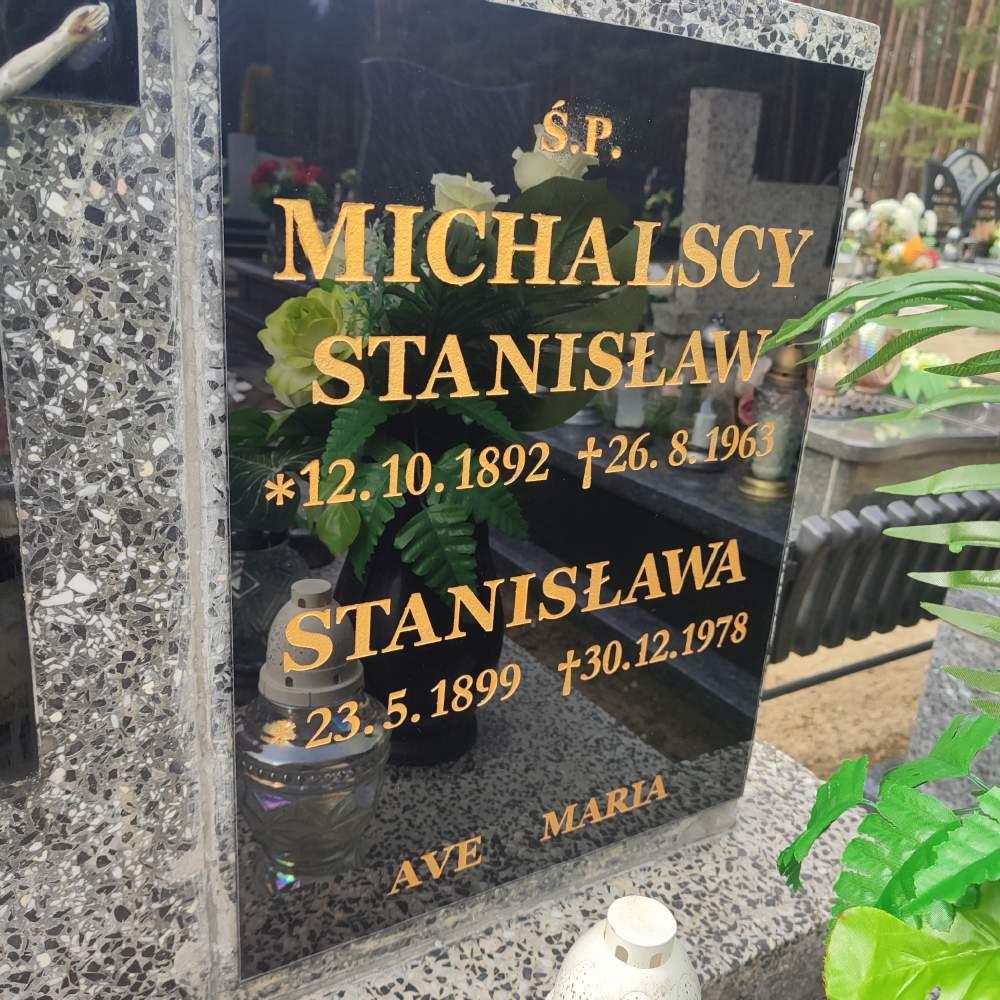 Ś.P.
MICHALSCY
STANISŁAW
*12.10.1892 †26.8.1963
STANISŁAWA
*23.5.1899 †30.12.1978
AVE MARIA